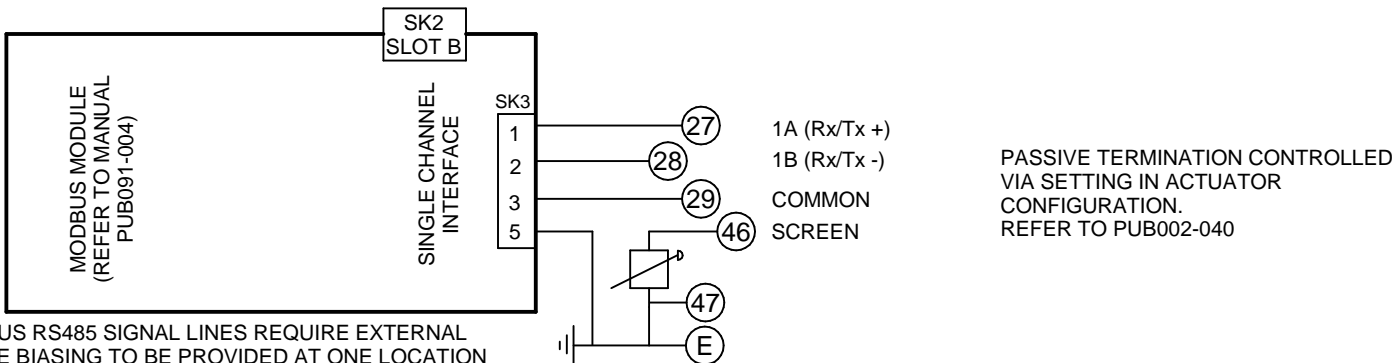 SK2
SLOT B
MODBUS MODULE
(REFER TO MANUAL
PUB091-004)
SINGLE CHANNEL
INTERFACE
SK3
1
2
3
5
27
1A (Rx/Tx +)
28
1B (Rx/Tx -)
29
COMMON
46
SCREEN
47
E
PASSIVE TERMINATION CONTROLLED
VIA SETTING IN ACTUATOR
CONFIGURATION.
REFER TO PUB002-040
RS485 SIGNAL LINES REQUIRE EXTERNAL
BIASING TO BE PROVIDED AT ONE LOCATION